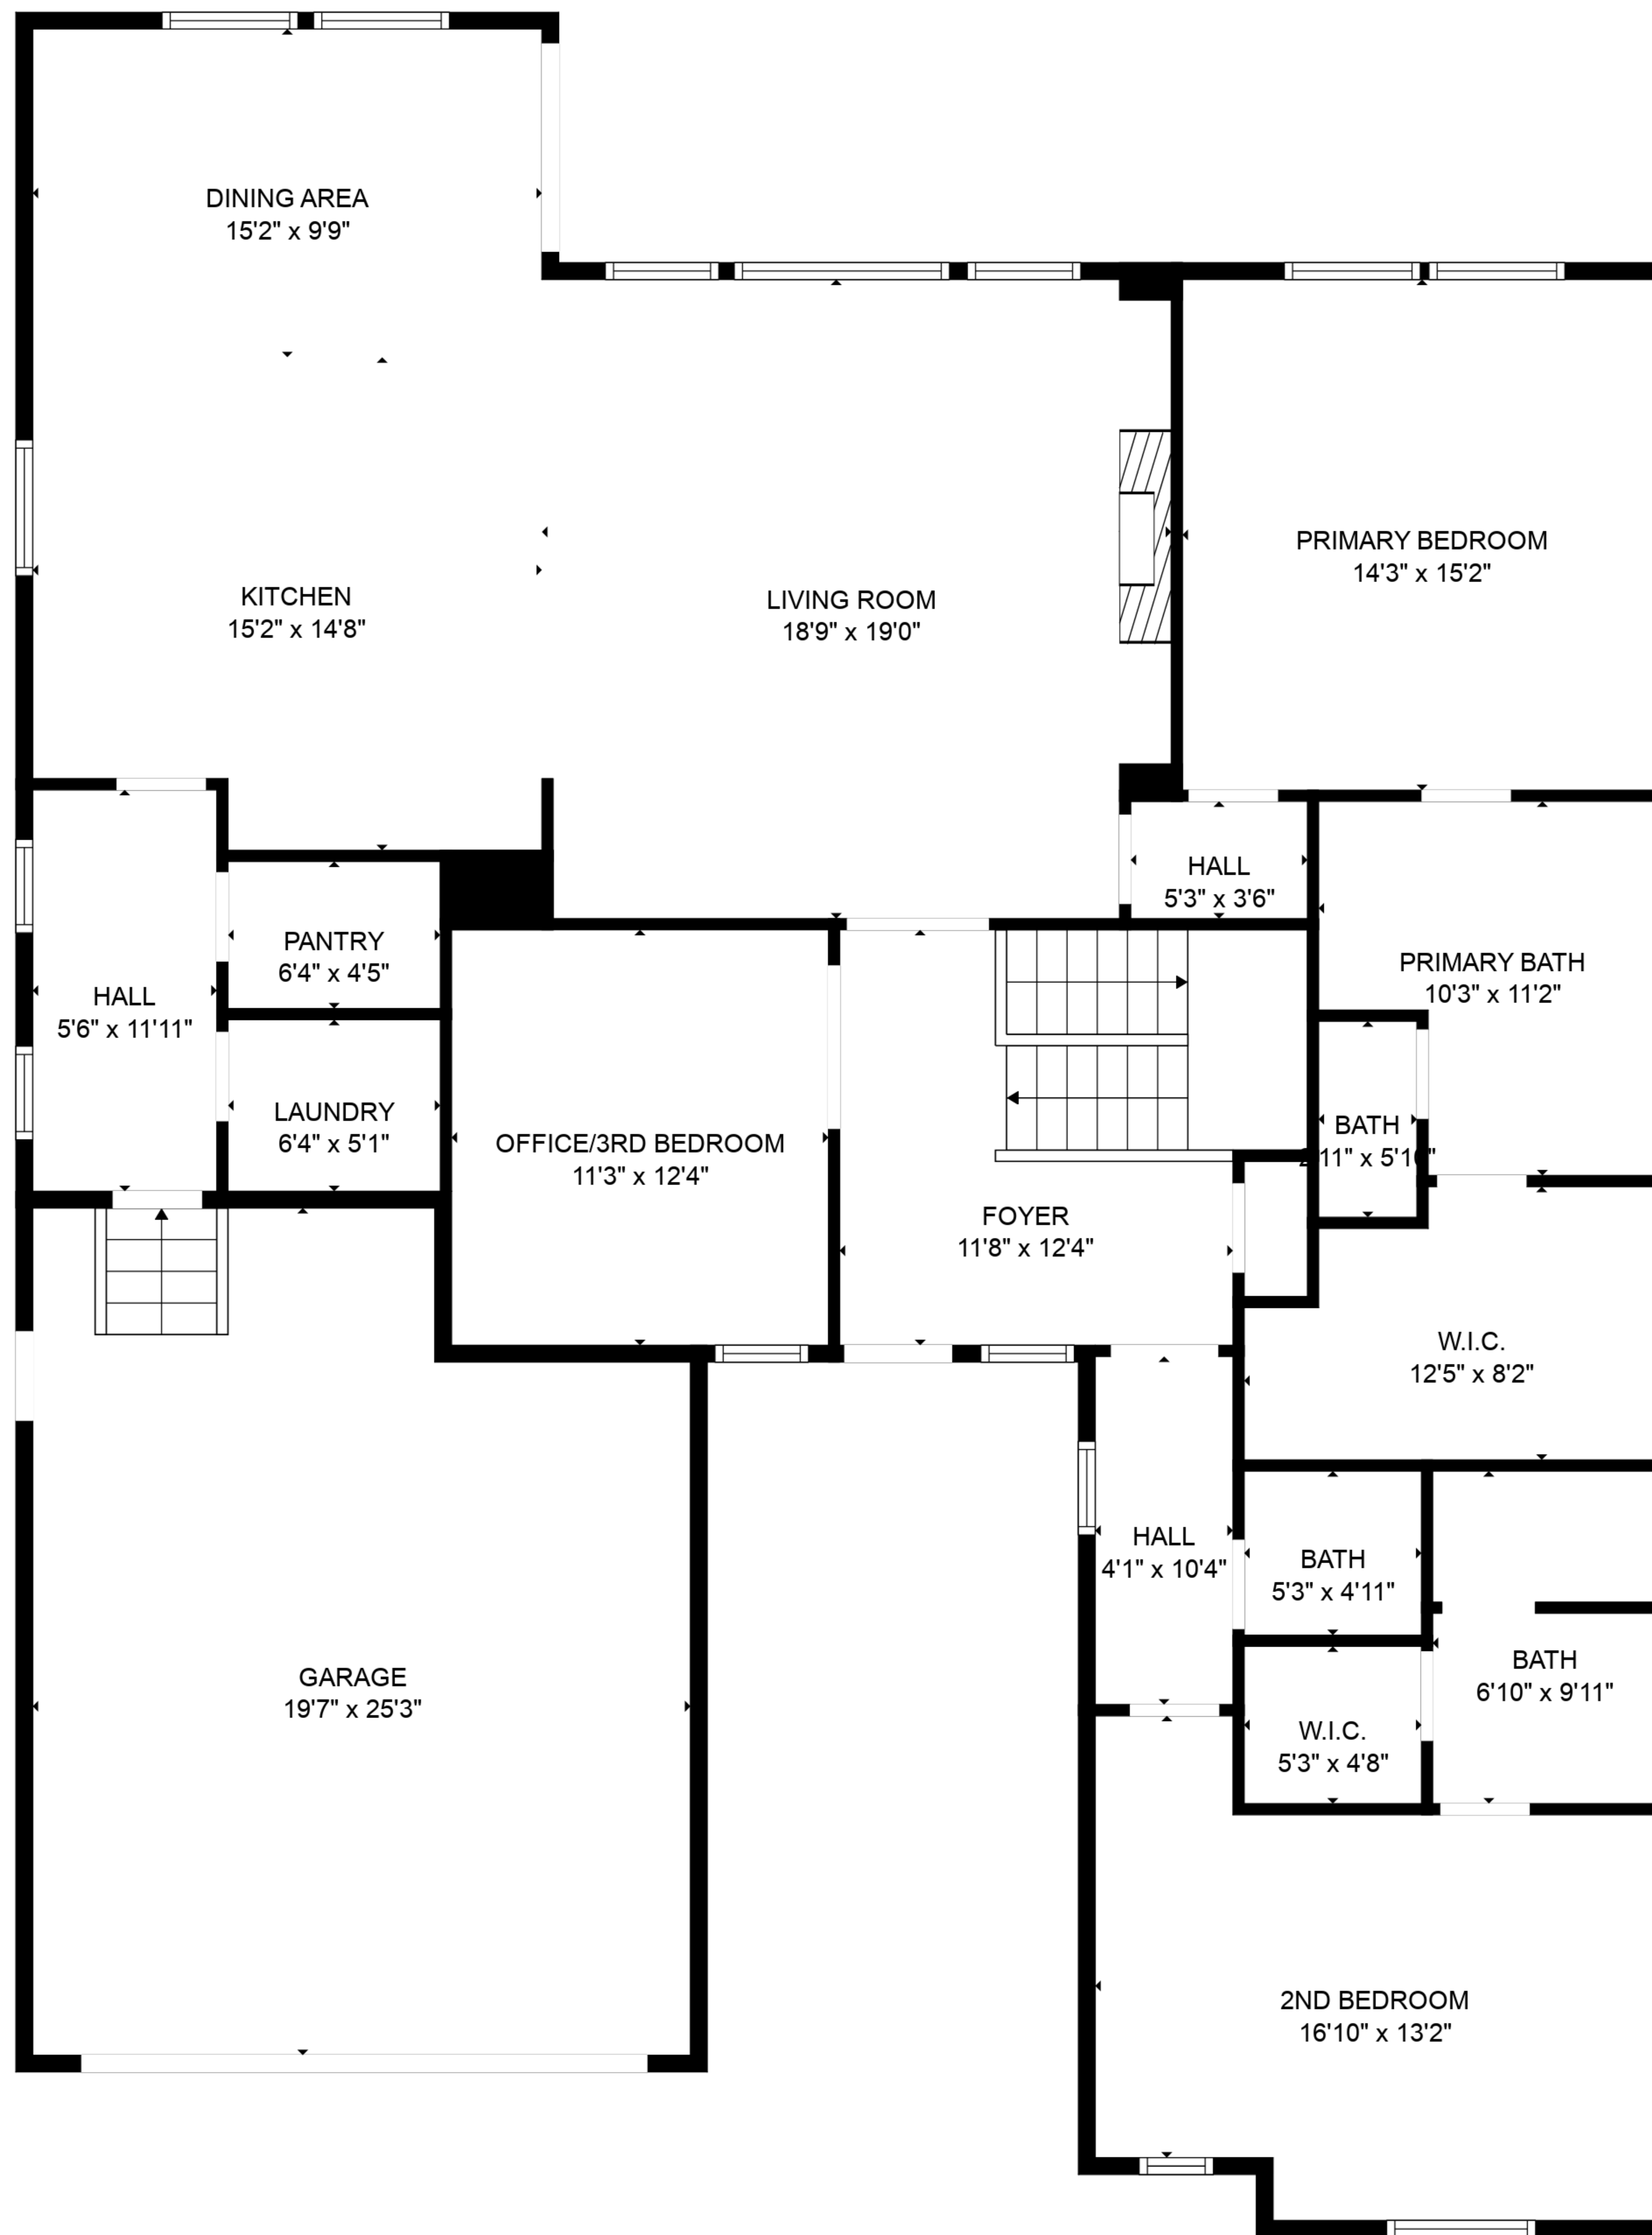 DINING AREA
15'2" x 9'9"
KITCHEN
15'2" x 14'8"
LIVING ROOM
18'9" x 19'0"
PRIMARY BEDROOM
14'3" x 15'2"
HALL
5'3" x 3'6"
PANTRY
6'4" x 4'5"
HALL
5'6" x 11'11"
PRIMARY BATH
10'3" x 11'2"
LAUNDRY
6'4" x 5'1"
OFFICE/3RD BEDROOM
11'3" x 12'4"
BATH
FOYER
11'8" x 12'4"
W.I.C.
12'5" x 8'2"
HALL
4'1" x 10'4"
BATH
5'3" x 4'11"
BATH
6'10" x 9'11"
GARAGE
19'7" x 25'3"
W.I.C.
5'3" x 4'8"
2ND BEDROOM
16'10" x 13'2"